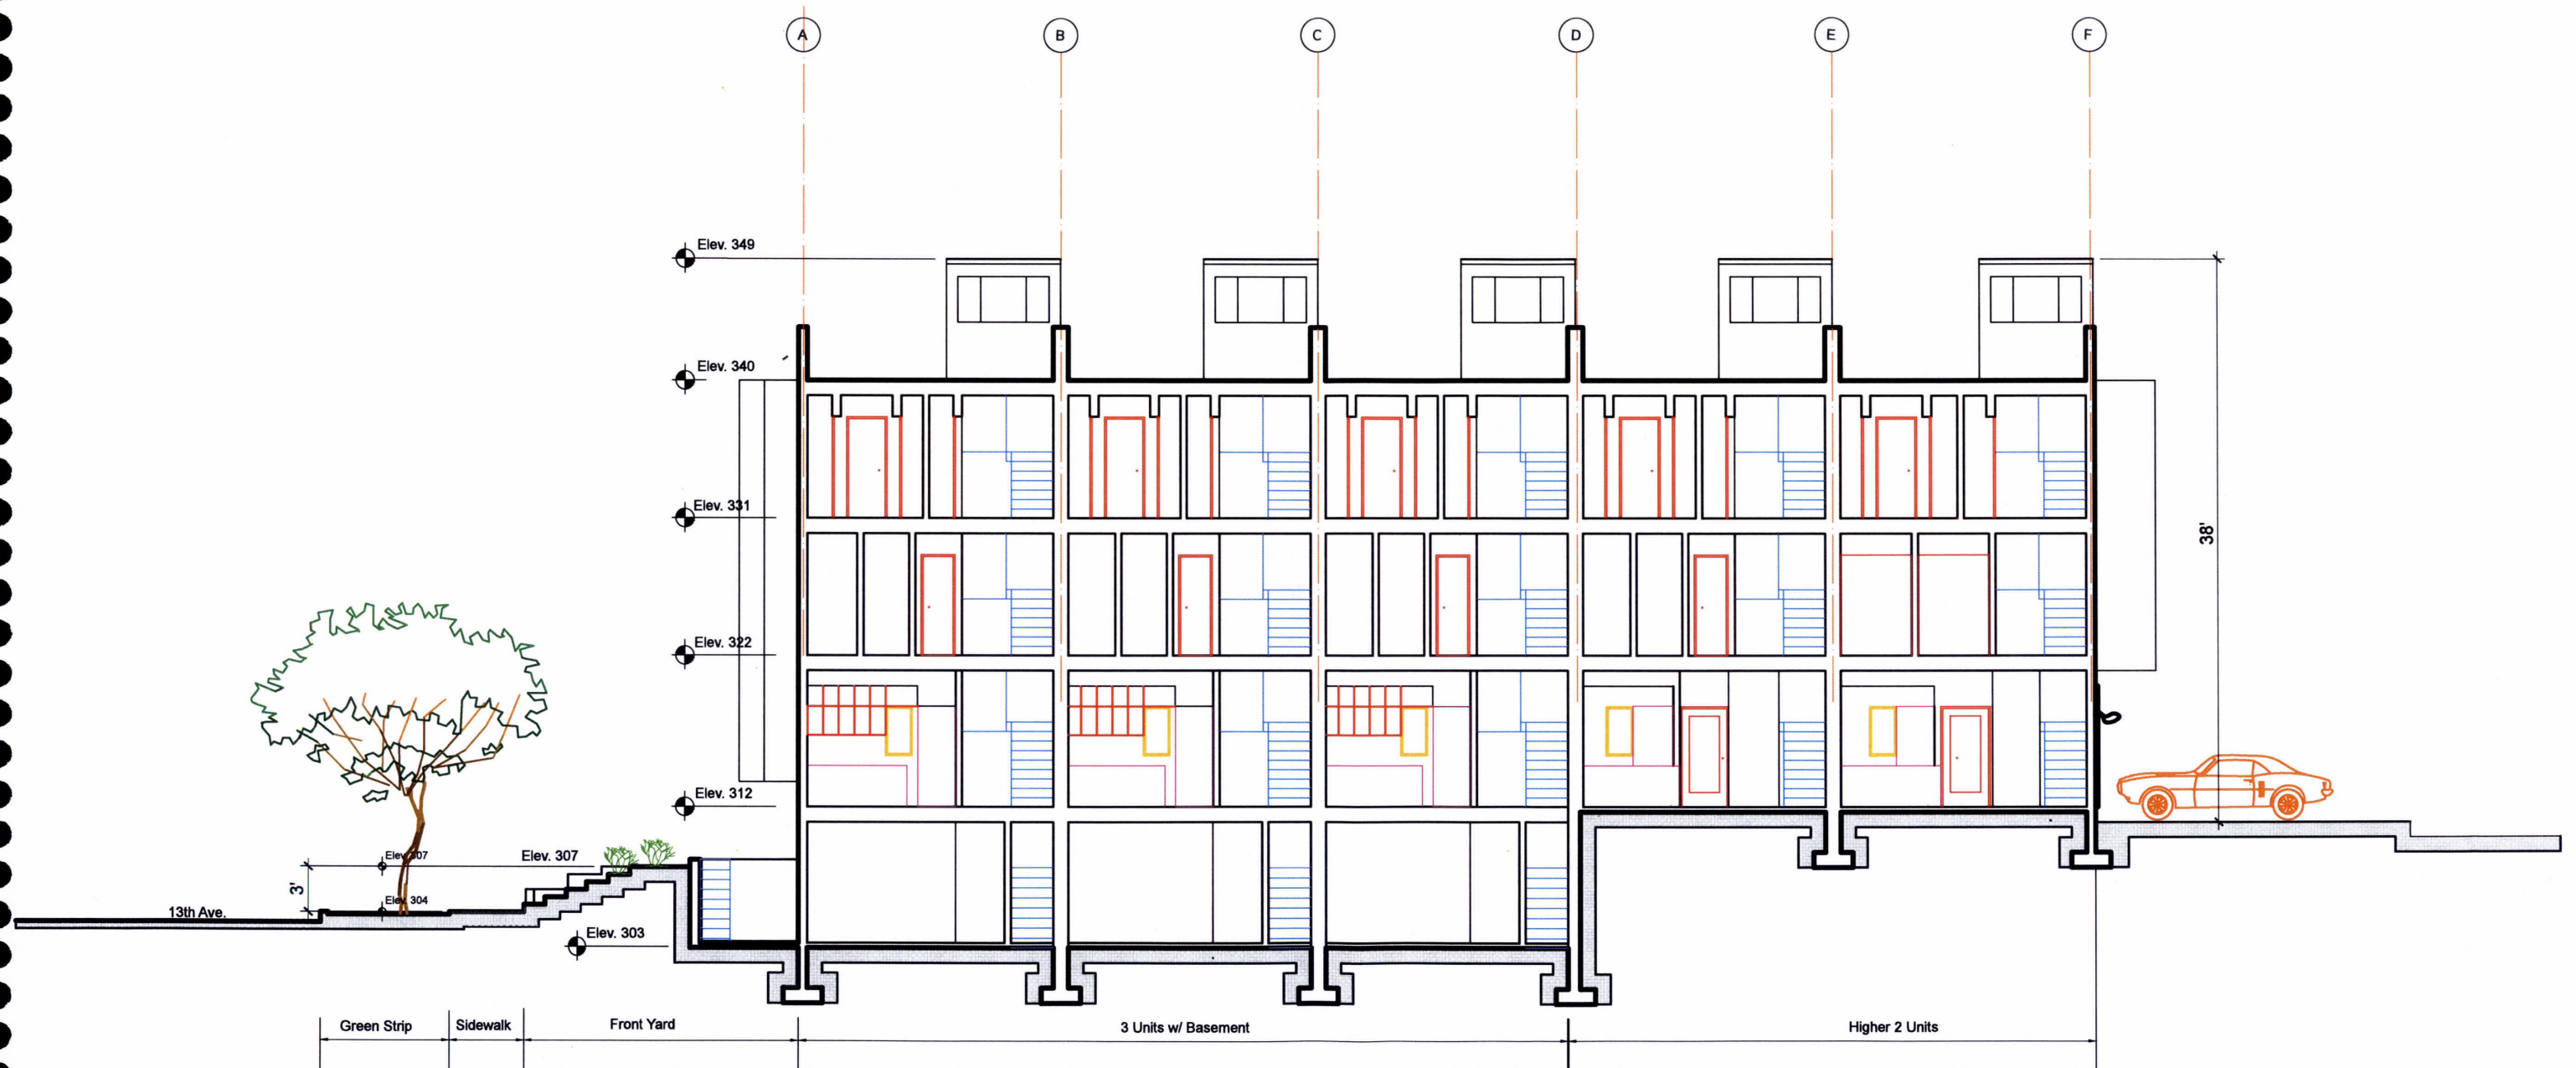 A
B
C
D
E
F
Elev. 349
Elev. 340
Elev. 331
38'
Elev. 322
Elev. 312
Elev. 307
Elev. 307
3'
Elev. 304
13th Ave.
Elev. 303
Green Strip
Sidewalk
Front Yard
3 Units w/ Basement
Higher 2 Units